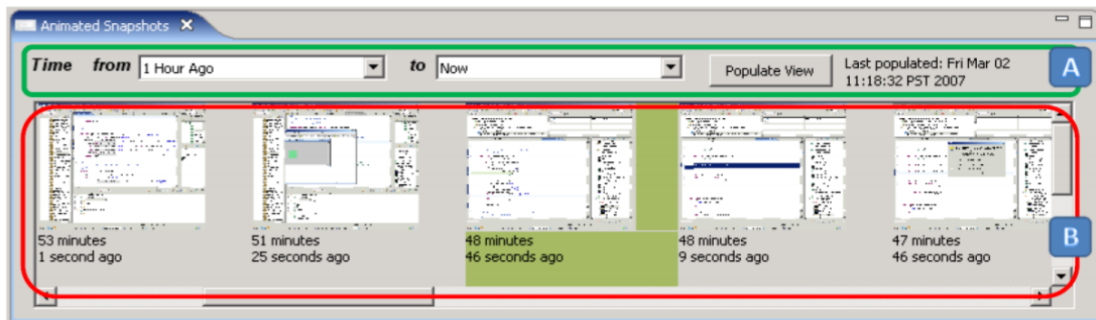 Animated Snapshots
Time from 1 Hour Ago to Now Populate View Last populated: Fri Mar 02
11:18:32 PST 2007
A
53 minutes 51 minutes 48 minutes 48 minutes 47 minutes
1 second ago 25 seconds ago 46 seconds ago 9 seconds ago 46 seconds ago
B